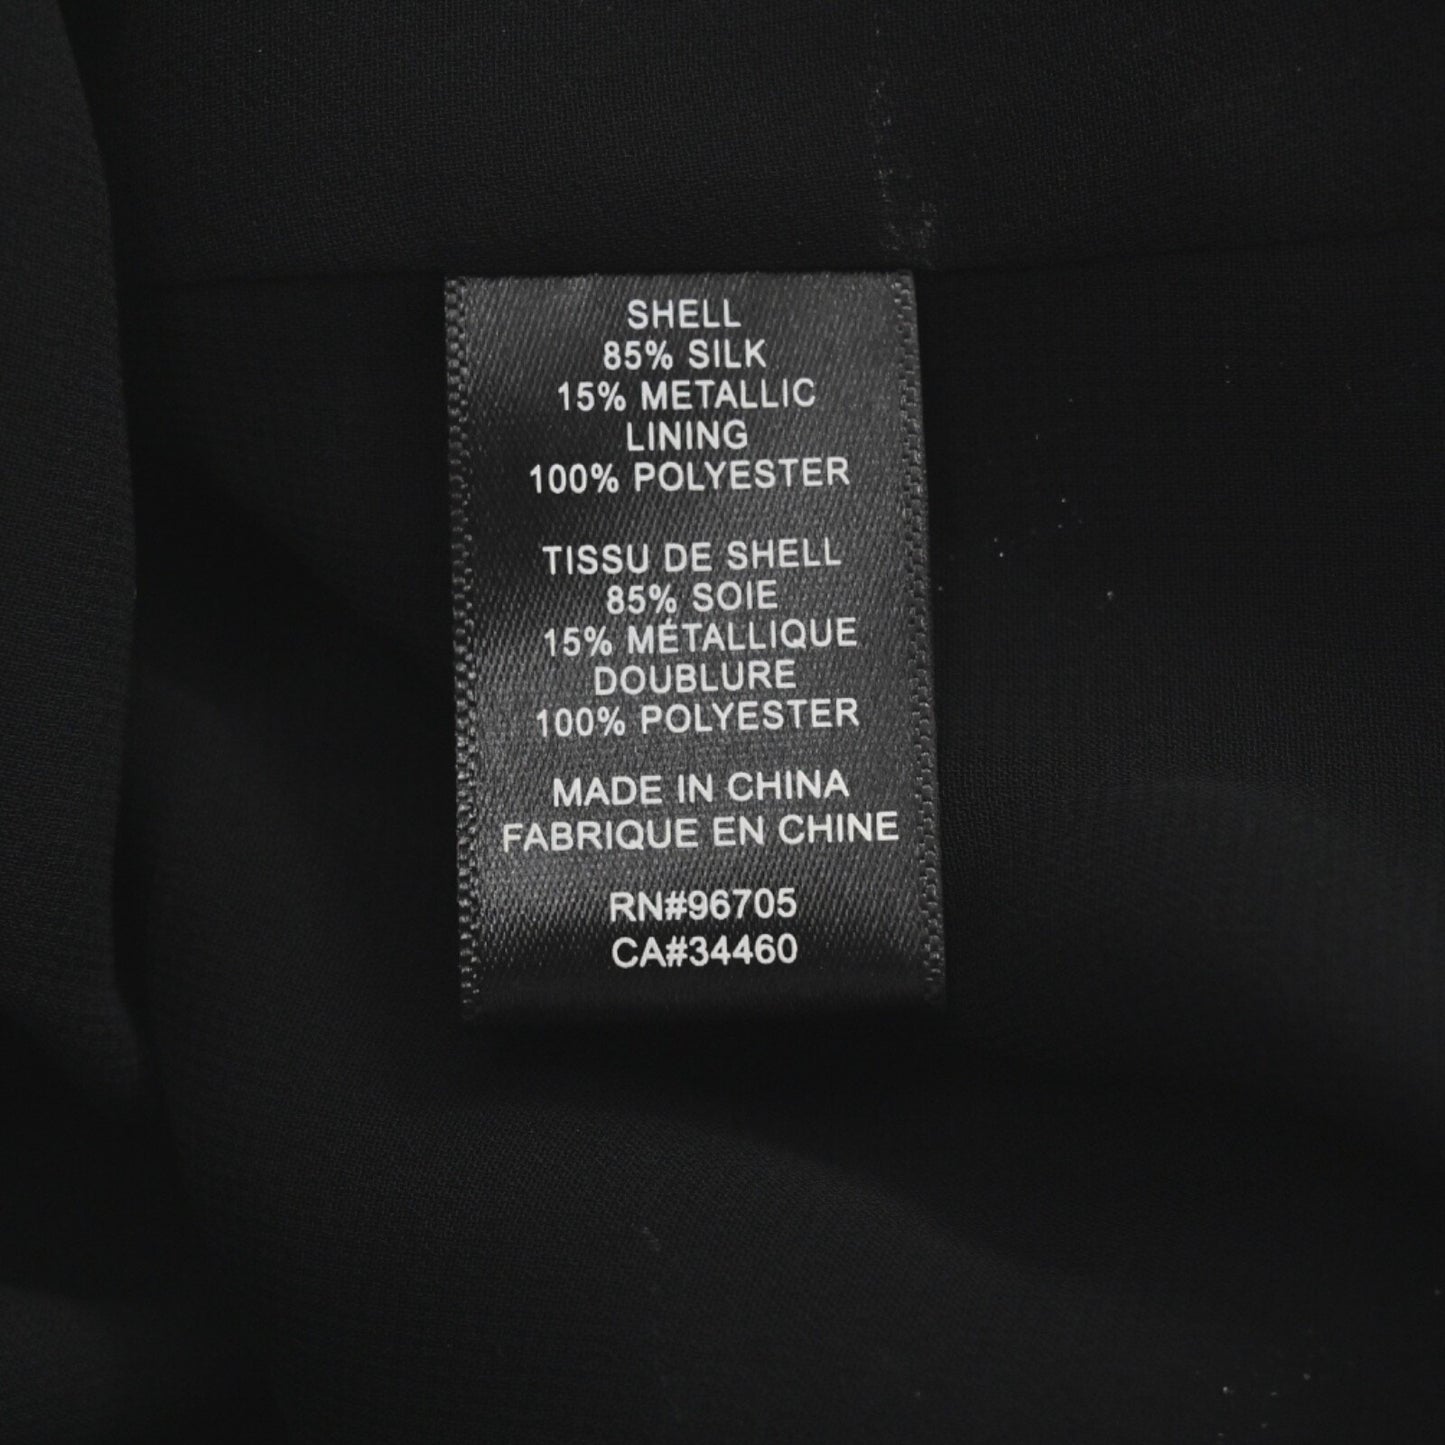 SHELL
85% SILK
15% METALLIC
LINING
100% POLYESTER
TISSU DE SHELL
85% SOIE
15% MÉTALLIQUE
DOUBLURE
100% POLYESTER
MADE IN CHINA
FABRIQUE EN CHINE
RN#96705
CA#34460